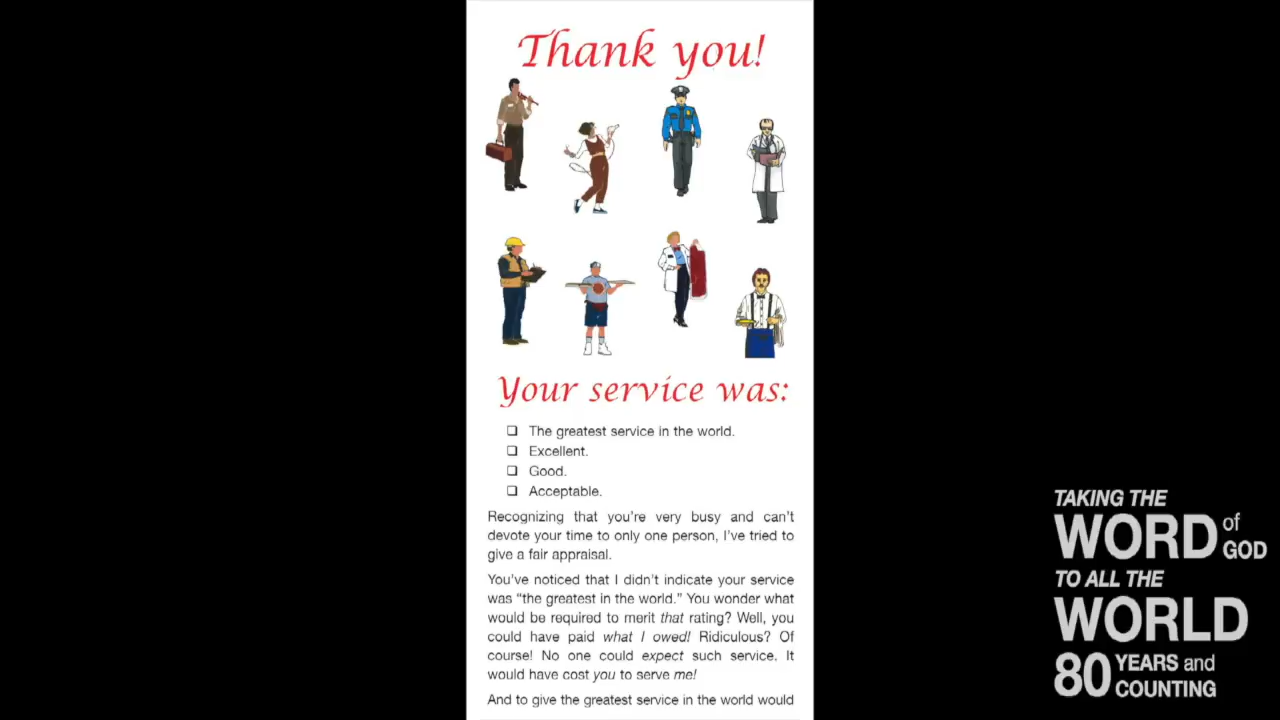 Thank you!
Your service was:
❏ The greatest service in the world.
❏ Excellent.
❏ Good.
❏ Acceptable.
Recognizing that you're very busy and can't
devote your time to only one person, I've tried to
give a fair appraisal.
You've noticed that I didn't indicate your service
was “the greatest in the world.” You wonder what
would be required to merit that rating? Well, you
could have paid what I owed! Ridiculous? Of
course! No one could expect such service. It
would have cost you to serve me!
And to give the greatest service in the world would
TAKING THE
WORD of GOD
TO ALL THE
WORLD
80 YEARS and
COUNTING